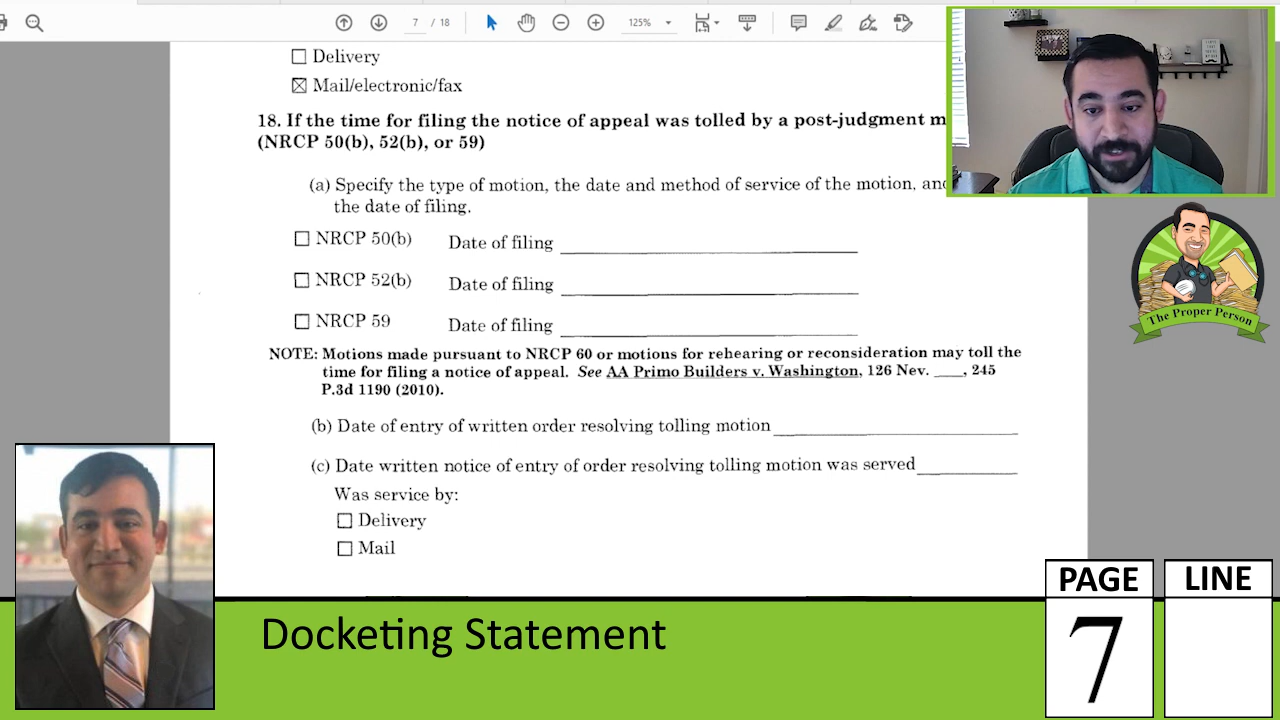 7 / 18
125%
Delivery
Mail/electronic/fax
18. If the time for filing the notice of appeal was tolled by a post-judgment m
(NRCP 50(b), 52(b), or 59)
(a) Specify the type of motion, the date and method of service of the motion, and
the date of filing.
NRCP 50(b) Date of filing
NRCP 52(b) Date of filing
NRCP 59 Date of filing
NOTE: Motions made pursuant to NRCP 60 or motions for rehearing or reconsideration may toll the
time for filing a notice of appeal. See AA Primo Builders v. Washington, 126 Nev. ____, 245
P.3d 1190 (2010).
(b) Date of entry of written order resolving tolling motion
(c) Date written notice of entry of order resolving tolling motion was served
Was service by:
Delivery
Mail
The Proper Person
Docketing Statement
PAGE
7
LINE